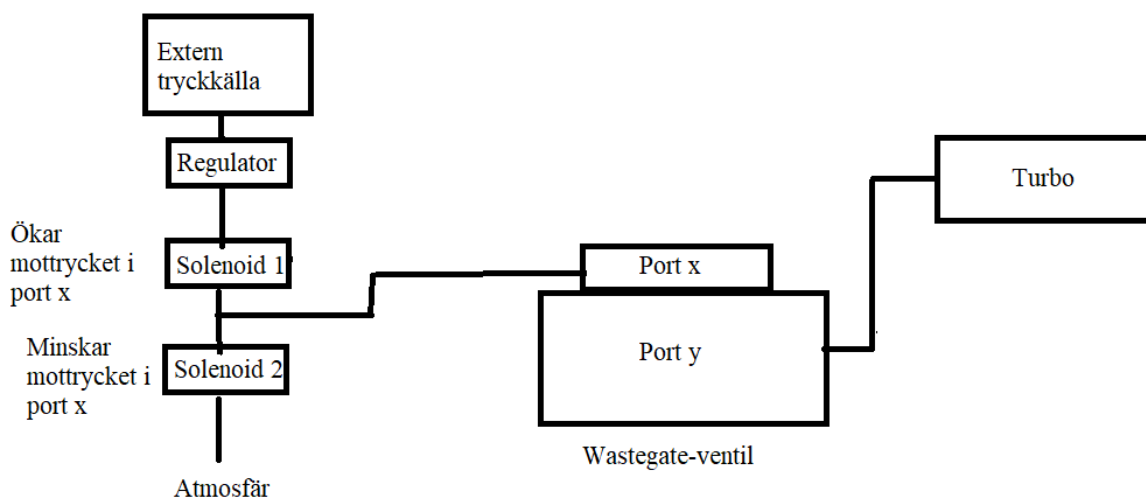 Extern
tryckkälla
Regulator
Ökar
mottrycket i
port x
Solenoid 1
Minskar
mottrycket i
port x
Solenoid 2
Atmosfär
Port x
Port y
Wastegate-ventil
Turbo